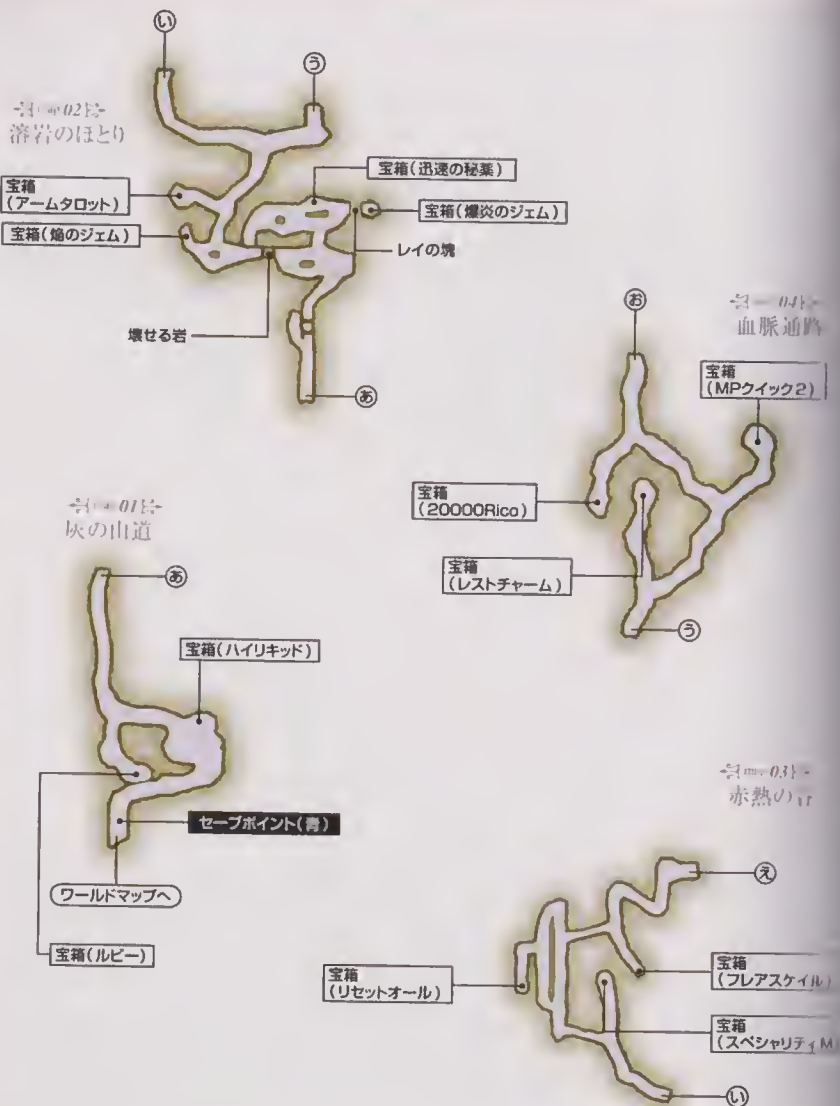 い
う
02
溶岩のほとり
宝箱
(アームタロット)
宝箱(焔のジェム)
宝箱(迅速の秘薬)
宝箱(爆炎のジェム)
レイの塊
壊せる岩
あ
お
04
血脈通路
宝箱
(MPクイック2)
宝箱
(20000Rico)
宝箱
(レストチャーム)
う
01
灰の山道
あ
宝箱(ハイリキッド)
セーブポイント(青)
ワールドマップへ
宝箱(ルビー)
03
赤熱の
え
宝箱
(リセットオール)
宝箱
(フレアスケイル)
宝箱
(スペシャリティM
い